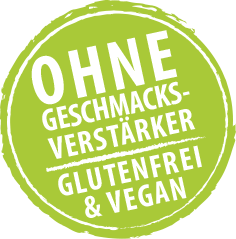 OHNE
GESCHMACKS-
VERSTÄRKER
GLUTENFREI
& VEGAN